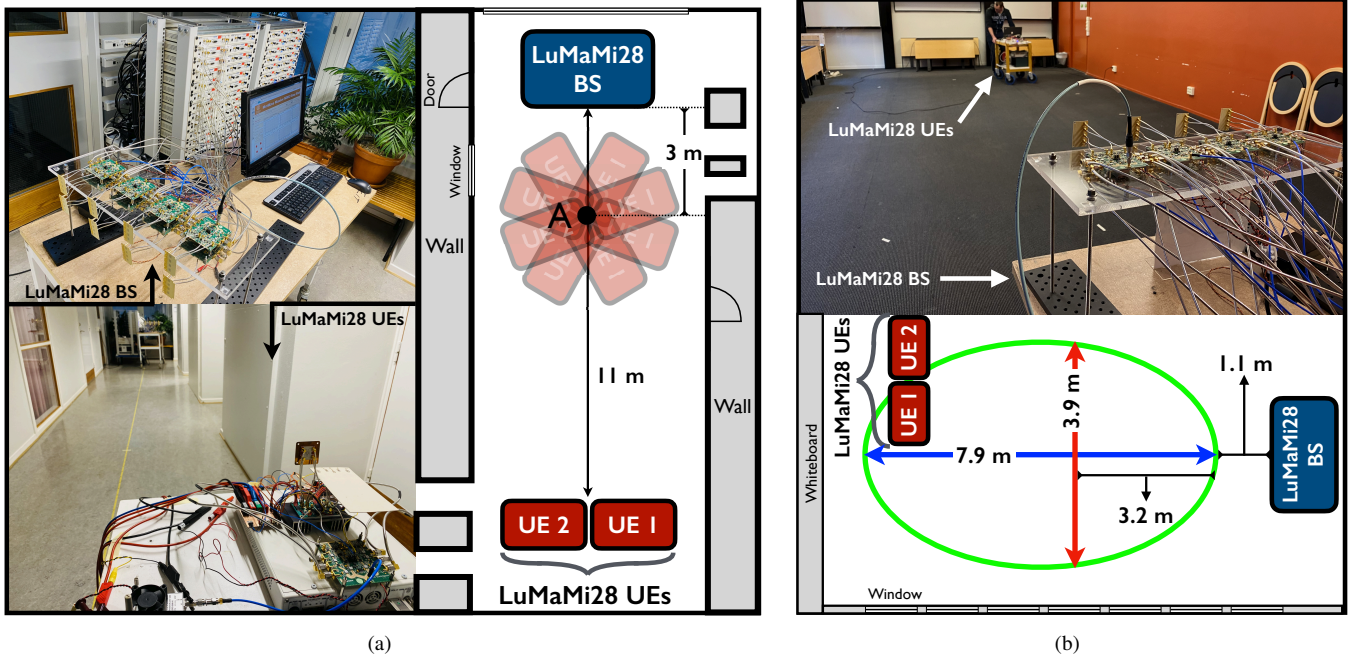 LuMaMi28 BS
LuMaMi28 UEs
Door
Window
Wall
LuMaMi28
BS
3 m
A
11 m
Wall
UE 2
UE 1
LuMaMi28 UEs
(a)
LuMaMi28 UEs
LuMaMi28 BS
Whiteboard
LuMaMi28 UEs
UE 2
UE 1
3.9 m
7.9 m
3.2 m
1.1 m
LuMaMi28
BS
Window
(b)